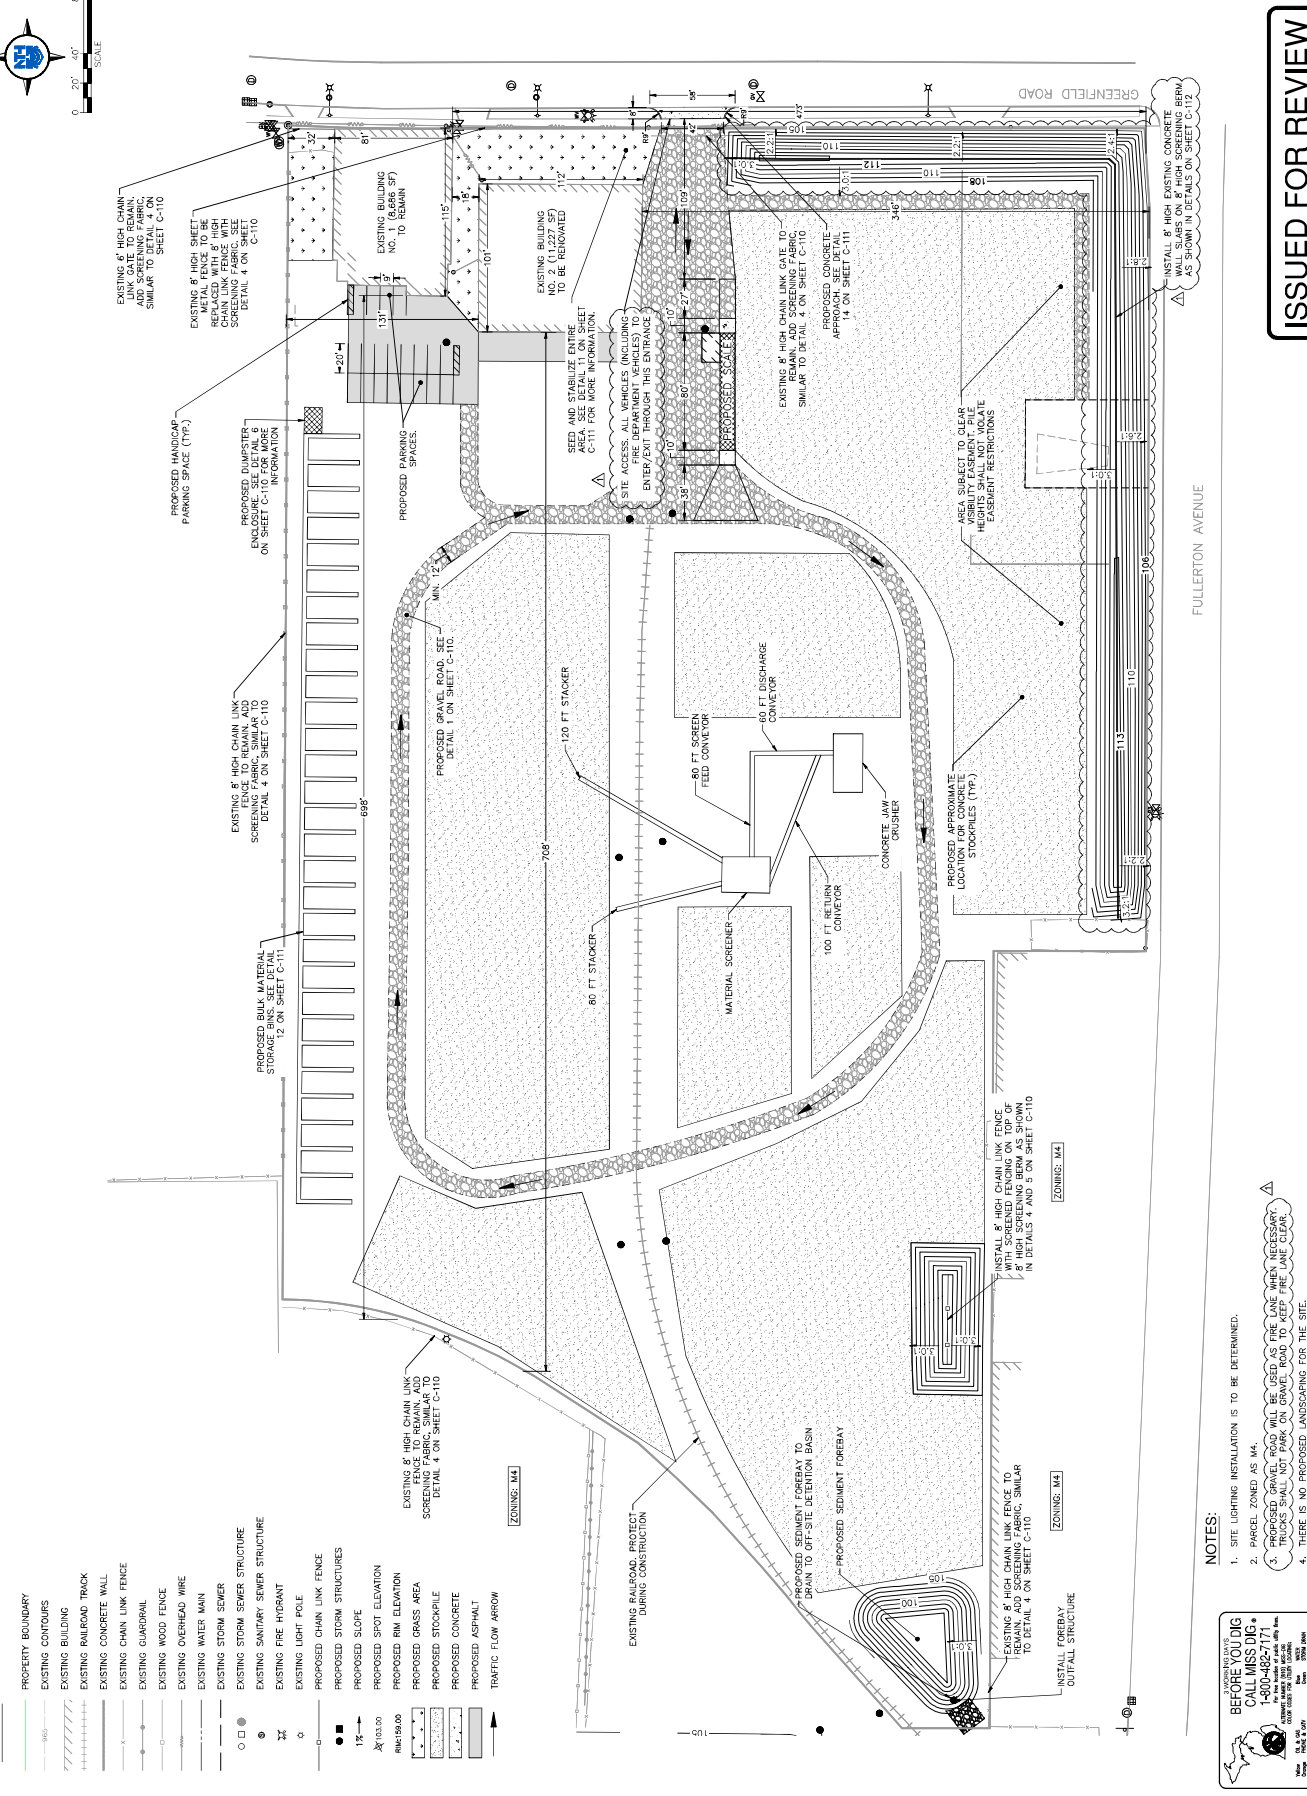 ISSUED FOR REVIEW
0
20'
40'
SCALE
GREENFIELD ROAD
FULLERTON AVENUE
EXISTING 8' HIGH CHAIN
LINK GATE TO REMAIN.
ADD SCREENING FABRIC,
SIMILAR TO DETAIL 4 ON
SHEET C-110
EXISTING 8' HIGH SHEET
METAL FENCE TO BE
REPLACED WITH 8' HIGH
CHAIN LINK FENCE WITH
SCREENING FABRIC. SEE
DETAIL 4 ON SHEET
C-110
EXISTING BUILDING
NO. 1 (8,686 SF)
TO REMAIN
EXISTING BUILDING
NO. 2 (11,227 SF)
TO BE RENOVATED
SEED AND STABILIZE ENTIRE
AREA. SEE DETAIL 11 ON SHEET
C-111 FOR MORE INFORMATION.
SITE ACCESS. ALL VEHICLES (INCLUDING
FIRE DEPARTMENT VEHICLES) TO
ENTER/EXIT THROUGH THIS ENTRANCE
PROPOSED SCALE
EXISTING 8' HIGH CHAIN LINK GATE TO
REMAIN. ADD SCREENING FABRIC,
SIMILAR TO DETAIL 4 ON SHEET C-110
PROPOSED CONCRETE
APPROACH. SEE DETAIL
14 ON SHEET C-111
INSTALL 8' HIGH EXISTING CONCRETE
WALL SLABS ON 8' HIGH SCREENING BERM
AS SHOWN IN DETAILS ON SHEET C-112
AREA SUBJECT TO CLEAR
VISIBILITY EASEMENT. PILE
HEIGHTS SHALL NOT VIOLATE
EASEMENT RESTRICTIONS
PROPOSED HANDICAP
PARKING SPACE (TYP.)
PROPOSED DUMPSTER
ENCLOSURE. SEE DETAIL 6
ON SHEET C-110 FOR MORE
INFORMATION
PROPOSED PARKING
SPACES.
32'
81'
115'
18'
101'
112'
9'
131'
20'
8'
58'
R9'
R9'
42'
473'
109'
346'
27'
10'
80'
10'
38'
MIN. 12'
698'
708'
105
2.2:1
110
112
110
108
3.0:1
3.0:1
2.2:1
2.4:1
2.8:1
2.6:1
3.0:1
106
110
113
2.2:1
3.2:1
EXISTING 8' HIGH CHAIN LINK
FENCE TO REMAIN. ADD
SCREENING FABRIC, SIMILAR TO
DETAIL 4 ON SHEET C-110
PROPOSED GRAVEL ROAD. SEE
DETAIL 1 ON SHEET C-110.
120 FT STACKER
80 FT SCREEN
FEED CONVEYOR
60 FT DISCHARGE
CONVEYOR
CONCRETE JAW
CRUSHER
PROPOSED APPROXIMATE
LOCATION FOR CONCRETE
STOCKPILES (TYP.)
80 FT STACKER
MATERIAL SCREENER
100 FT RETURN
CONVEYOR
PROPOSED BULK MATERIAL
STORAGE BINS. SEE DETAIL
12 ON SHEET C-111
INSTALL 8' HIGH CHAIN LINK FENCE
WITH SCREENED FENCING ON TOP OF
8' HIGH SCREENING BERM AS SHOWN
IN DETAILS 4 AND 5 ON SHEET C-110
ZONING: M4
3.0:1
3.0:1
EXISTING 8' HIGH CHAIN LINK
FENCE TO REMAIN. ADD
SCREENING FABRIC, SIMILAR TO
DETAIL 4 ON SHEET C-110
ZONING: M4
EXISTING RAILROAD. PROTECT
DURING CONSTRUCTION
PROPOSED SEDIMENT FOREBAY TO
DRAIN TO OFF-SITE DETENTION BASIN
PROPOSED SEDIMENT FOREBAY
105
100
3.0:1
EXISTING 8' HIGH CHAIN LINK FENCE TO
REMAIN. ADD SCREENING FABRIC, SIMILAR
TO DETAIL 4 ON SHEET C-110
ZONING: M4
INSTALL FOREBAY
OUTFALL STRUCTURE
105
PROPERTY BOUNDARY
EXISTING CONTOURS
EXISTING BUILDING
EXISTING RAILROAD TRACK
EXISTING CONCRETE WALL
EXISTING CHAIN LINK FENCE
EXISTING GUARDRAIL
EXISTING WOOD FENCE
EXISTING OVERHEAD WIRE
EXISTING WATER MAIN
EXISTING STORM SEWER
EXISTING STORM SEWER STRUCTURE
EXISTING SANITARY SEWER STRUCTURE
EXISTING FIRE HYDRANT
EXISTING LIGHT POLE
PROPOSED CHAIN LINK FENCE
PROPOSED STORM STRUCTURES
1% PROPOSED SLOPE
103.00 PROPOSED SPOT ELEVATION
RIM:159.00 PROPOSED RIM ELEVATION
PROPOSED GRASS AREA
PROPOSED STOCKPILE
PROPOSED CONCRETE
PROPOSED ASPHALT
TRAFFIC FLOW ARROW
NOTES:
1. SITE LIGHTING INSTALLATION IS TO BE DETERMINED.
2. PARCEL ZONED AS M4.
3. PROPOSED GRAVEL ROAD WILL BE USED AS FIRE LANE WHEN NECESSARY.
TRUCKS SHALL NOT PARK ON GRAVEL ROAD TO KEEP FIRE LANE CLEAR.
4. THERE IS NO PROPOSED LANDSCAPING FOR THE SITE.
3 WORKING DAYS
BEFORE YOU DIG
CALL MISS DIG
1-800-482-7171